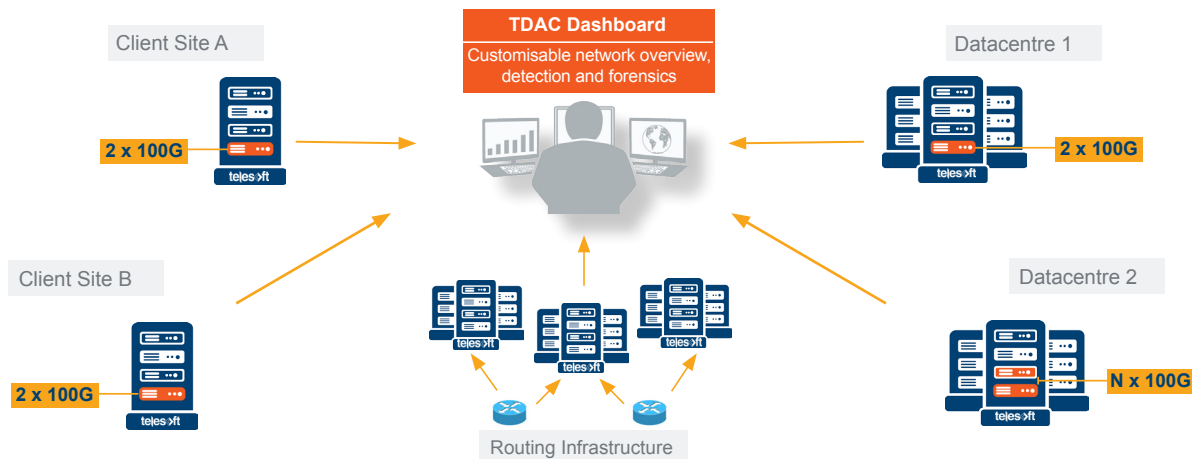 TDAC Dashboard
Customisable network overview,
detection and forensics
Client Site A
2 x 100G
telesoft
Datacentre 1
2 x 100G
telesoft
Client Site B
2 x 100G
telesoft
telesoft
telesoft
telesoft
Routing Infrastructure
Datacentre 2
N x 100G
telesoft